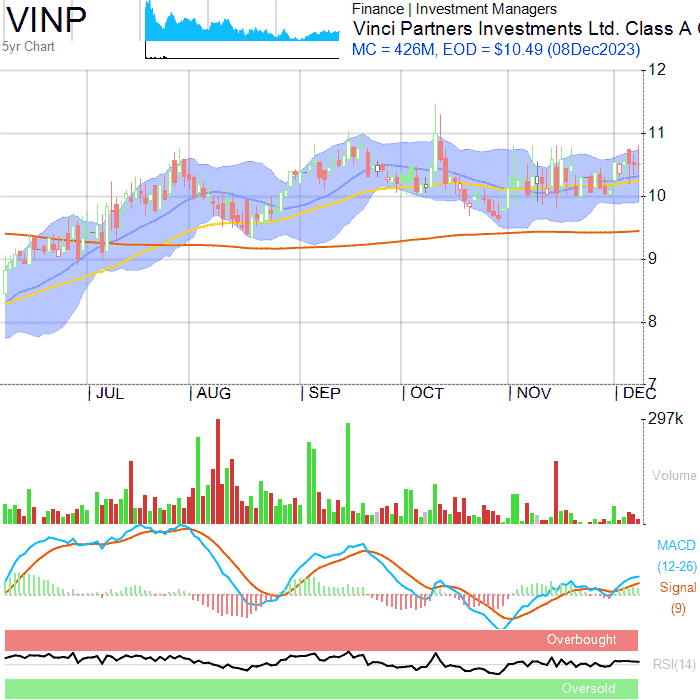 VINP
5yr Chart
Finance | Investment Managers
Vinci Partners Investments Ltd. Class A
MC = 426M, EOD = $10.49 (08Dec2023)
12
11
10
9
8
7
JUL AUG SEP OCT NOV DEC
297k
Volume
MACD
(12-26)
Signal
(9)
Overbought
RSI(14)
Oversold